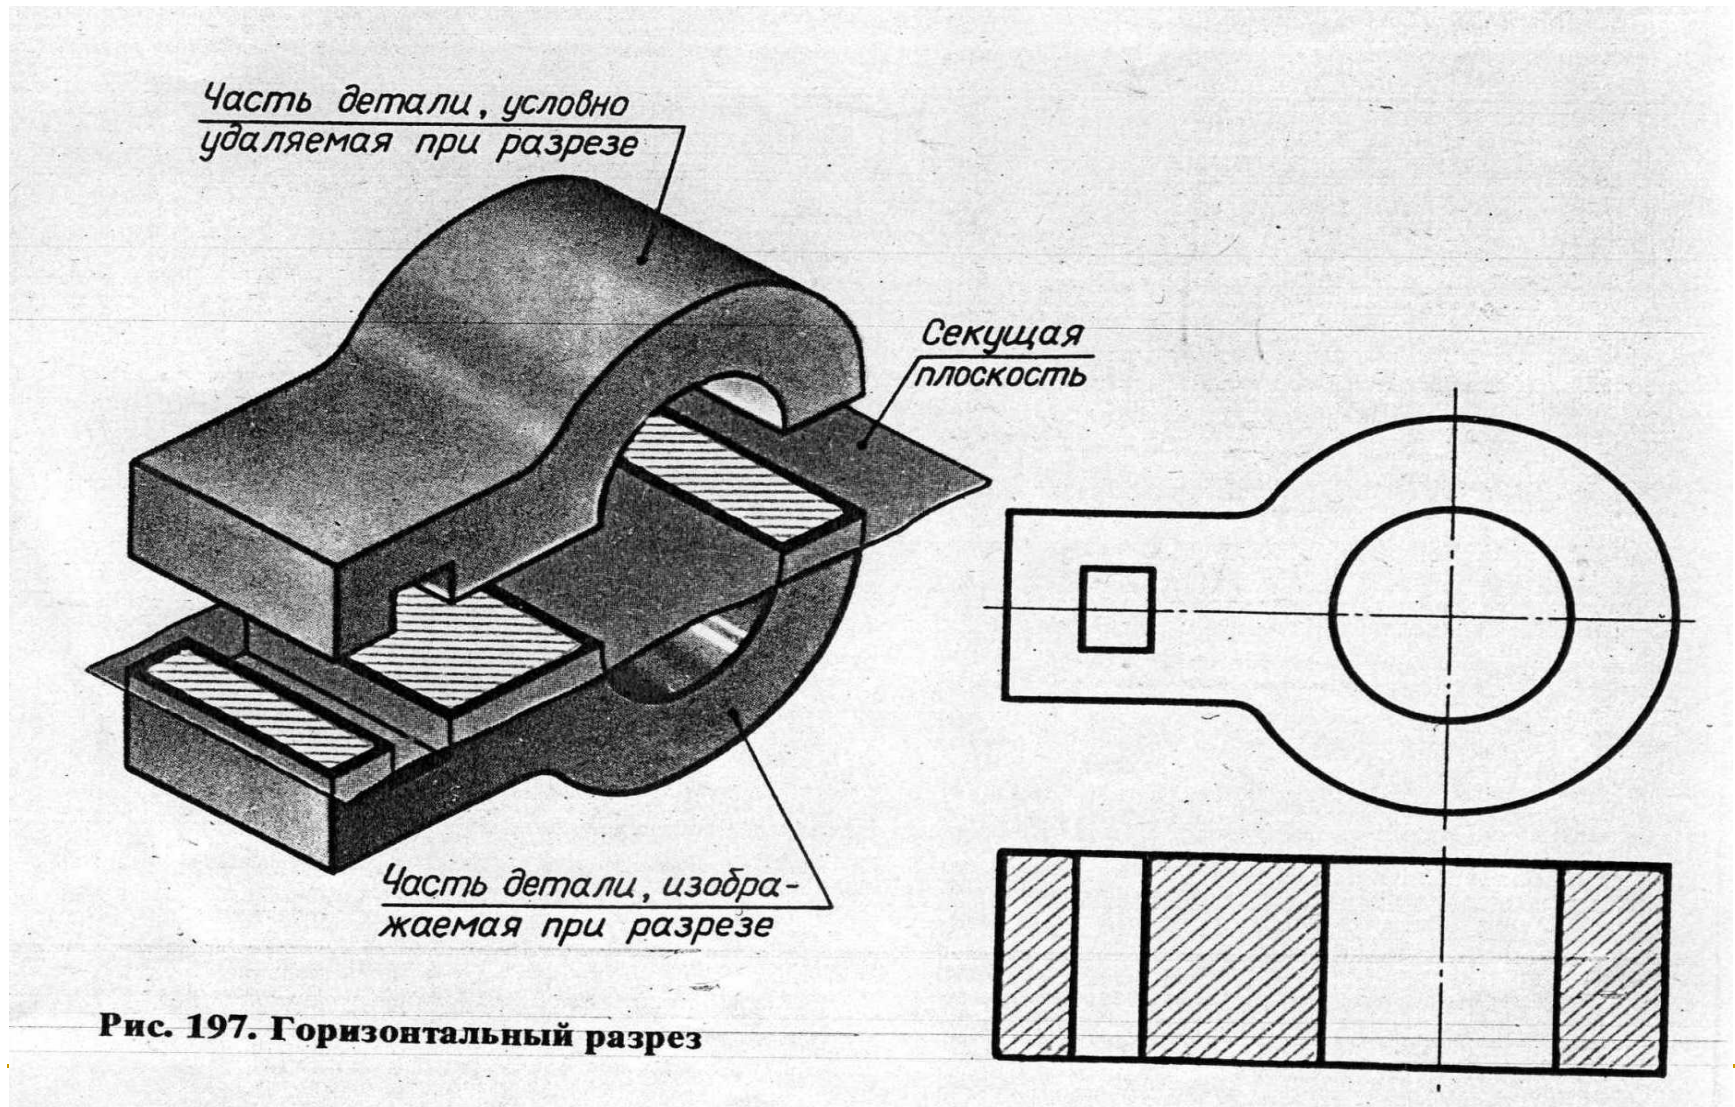 Часть детали, условно
удаляемая при разрезе
Секущая
плоскость
Часть детали, изобра-
жаемая при разрезе
Рис. 197. Горизонтальный разрез